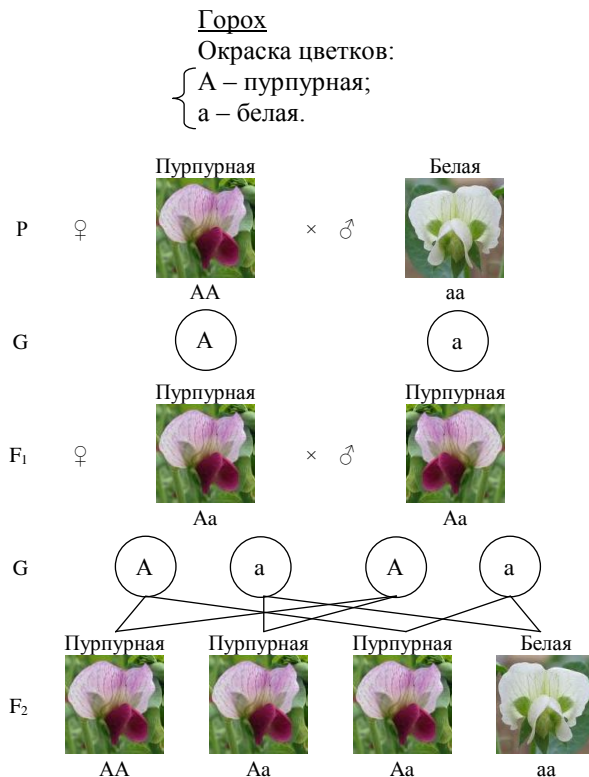 Горох
Окраска цветков:
А – пурпурная;
а – белая.
Пурпурная Белая
P ♀ × ♂
АА аа
G А а
Пурпурная Пурпурная
F1 ♀ × ♂
Аа Аа
G А а А а
Пурпурная Пурпурная Пурпурная Белая
F2
АА Аа Аа аа